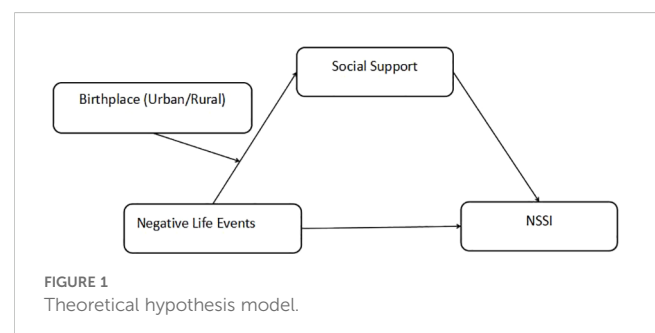 Social Support
Birthplace (Urban/Rural)
Negative Life Events
NSSI
FIGURE 1
Theoretical hypothesis model.